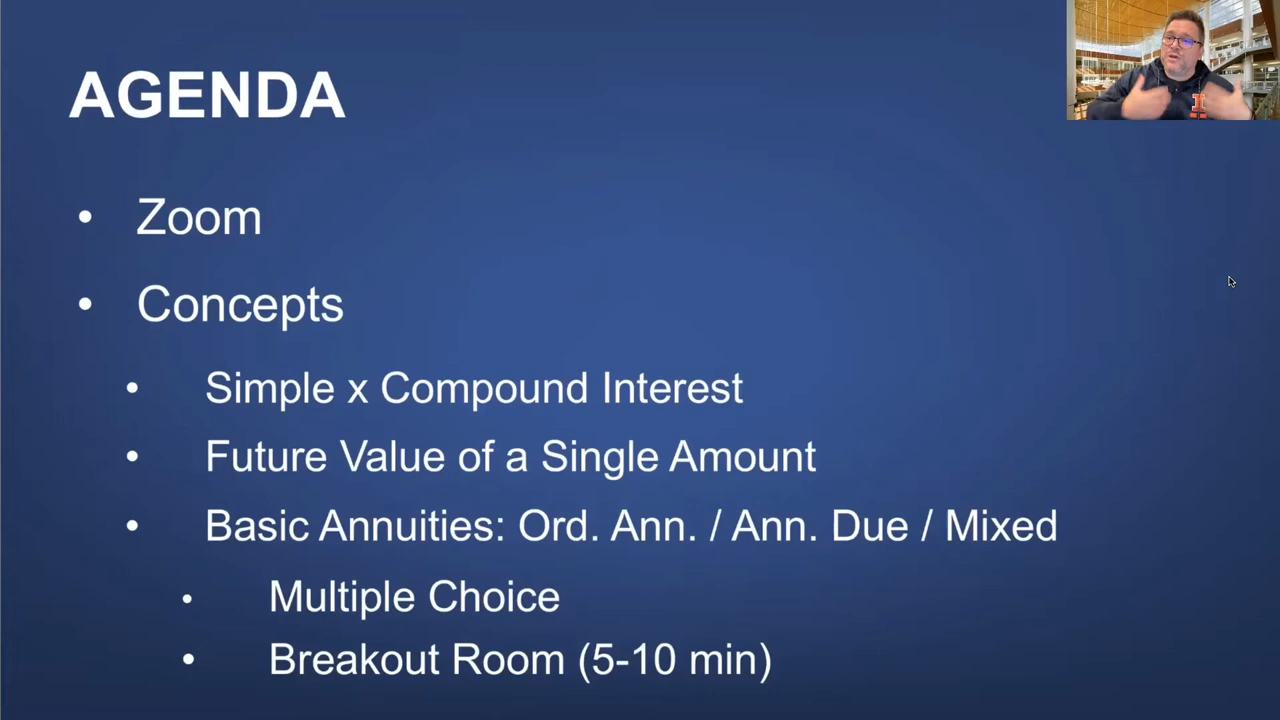 AGENDA
• Zoom
• Concepts
• Simple x Compound Interest
• Future Value of a Single Amount
• Basic Annuities: Ord. Ann. / Ann. Due / Mixed
• Multiple Choice
• Breakout Room (5-10 min)